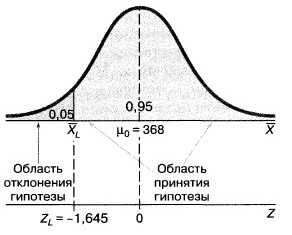 0,05 0,95
X̅L μ₀ = 368 X̅
Область отклонения гипотезы
Область принятия гипотезы
ZL = –1,645 0 Z